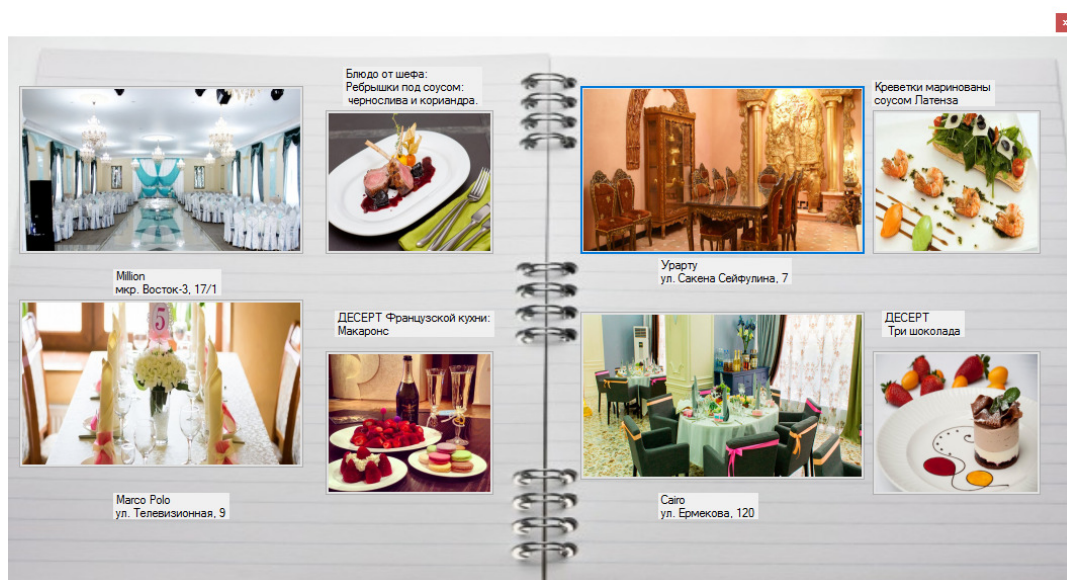 Блюдо от шефа:
Ребрышки под соусом:
чернослива и кориандра.
Million
мкр. Восток-3, 17/1
5
ДЕСЕРТ Французской кухни:
Макаронс
Marco Polo
ул. Телевизионная, 9
Креветки маринованы
соусом Латенза
Урарту
ул. Сакена Сейфулина, 7
ДЕСЕРТ
Три шоколада
Cairo
ул. Ермекова, 120